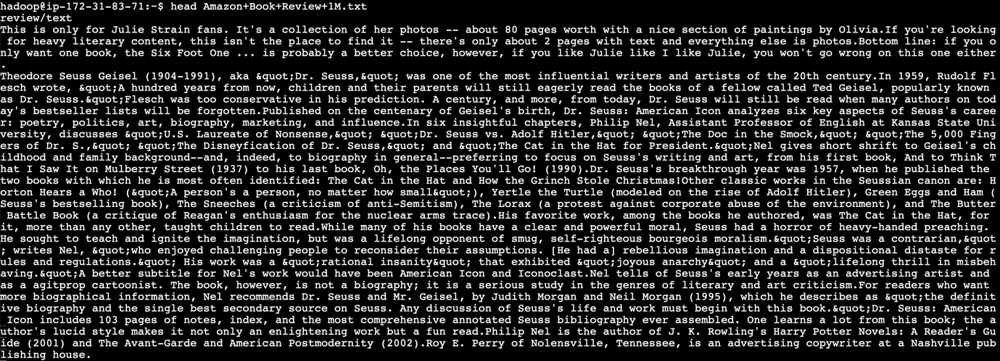 hadoop@ip-172-31-83-71:~$ head Amazon+Book+Review+1M.txt
review/text
This is only for Julie Strain fans. It's a collection of her photos -- about 80 pages worth with a nice section of paintings by Olivia.If you're looking
 for heavy literary content, this isn't the place to find it -- there's only about 2 pages with text and everything else is photos.Bottom line: if you o
nly want one book, the Six Foot One ... is probably a better choice, however, if you like Julie like I like Julie, you won't go wrong on this one either
.
Theodore Seuss Geisel (1904-1991), aka &quot;Dr. Seuss,&quot; was one of the most influential writers and artists of the 20th century.In 1959, Rudolf Fl
esch wrote, &quot;A hundred years from now, children and their parents will still eagerly read the books of a fellow called Ted Geisel, popularly known
as Dr. Seuss.&quot;Flesch was too conservative in his prediction. A century, and more, from today, Dr. Seuss will still be read when many authors on tod
ay's bestseller lists will be forgotten.Published on the centenary of Geisel's birth, Dr. Seuss: American Icon analyzes six key aspects of Seuss's caree
r: poetry, politics, art, biography, marketing, and influence.In six insightful chapters, Philip Nel, Assistant Professor of English at Kansas State Uni
versity, discusses &quot;U.S. Laureate of Nonsense,&quot; &quot;Dr. Seuss vs. Adolf Hitler,&quot; &quot;The Doc in the Smock,&quot; &quot;The 5,000 Fing
ers of Dr. S.,&quot; &quot;The Disneyfication of Dr. Seuss,&quot; and &quot;The Cat in the Hat for President.&quot;Nel gives short shrift to Geisel's ch
ildhood and family background--and, indeed, to biography in general--preferring to focus on Seuss's writing and art, from his first book, And to Think T
hat I Saw It on Mulberry Street (1937) to his last book, Oh, the Places You'll Go! (1990).Dr. Seuss's breakthrough year was 1957, when he published the
two books with which he is most often identified: The Cat in the Hat and How the Grinch Stole Christmas!Other classic works in the Seussian canon are: H
orton Hears a Who! (&quot;A person's a person, no matter how small&quot;), Yertle the Turtle (modeled on the rise of Adolf Hitler), Green Eggs and Ham (
Seuss's bestselling book), The Sneeches (a criticism of anti-Semitism), The Lorax (a protest against corporate abuse of the environment), and The Butter
 Battle Book (a critique of Reagan's enthusiasm for the nuclear arms trace).His favorite work, among the books he authored, was The Cat in the Hat, for
it, more than any other, taught children to read.While many of his books have a clear and powerful moral, Seuss had a horror of heavy-handed preaching.
He sought to teach and ignite the imagination, but was a lifelong opponent of smug, self-righteous bourgeois moralism.&quot;Seuss was a contrarian,&quot
; writes Nel, &quot;who enjoyed challenging people to reconsider their assumptions. [He had a] rebellious imagination and a dispositional distaste for r
ules and regulations.&quot; His work was a &quot;rational insanity&quot; that exhibited &quot;joyous anarchy&quot; and a &quot;lifelong thrill in misbeh
aving.&quot;A better subtitle for Nel's work would have been American Icon and Iconoclast.Nel tells of Seuss's early years as an advertising artist and
as a agitprop cartoonist. The book, however, is not a biography; it is a serious study in the genres of literary and art criticism.For readers who want
more biographical information, Nel recommends Dr. Seuss and Mr. Geisel, by Judith Morgan and Neil Morgan (1995), which he describes as &quot;the definit
ive biography and the single best secondary source on Seuss. Any discussion of Seuss's life and work must begin with this book.&quot;Dr. Seuss: American
 Icon includes 103 pages of notes, index, and the most comprehensive annotated Seuss bibliography ever assembled. One learns a lot from this book; the a
uthor's lucid style makes it not only an enlightening work but a fun read.Philip Nel is the author of J. K. Rowling's Harry Potter Novels: A Reader's Gu
ide (2001) and The Avant-Garde and American Postmodernity (2002).Roy E. Perry of Nolensville, Tennessee, is an advertising copywriter at a Nashville pub
lishing house.